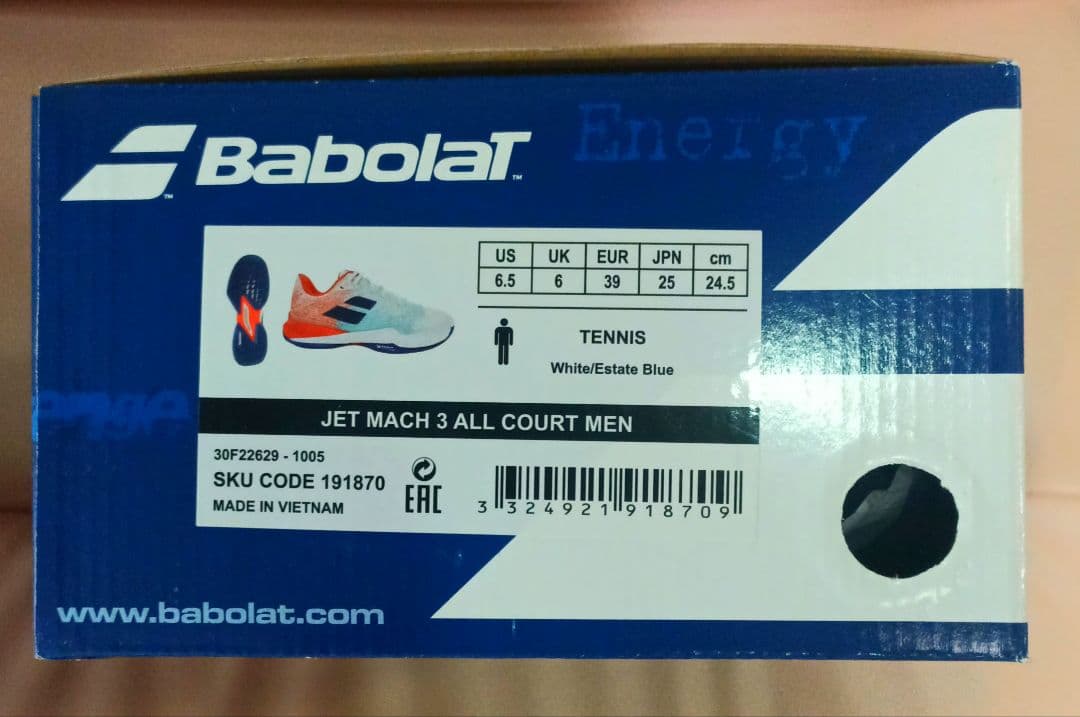 Babolat™
Energy
US UK EUR JPN cm
6.5 6 39 25 24.5
TENNIS
White/Estate Blue
JET MACH 3 ALL COURT MEN
30F22629 - 1005
SKU CODE 191870
MADE IN VIETNAM
EAC
3 324921 918709
www.babolat.com